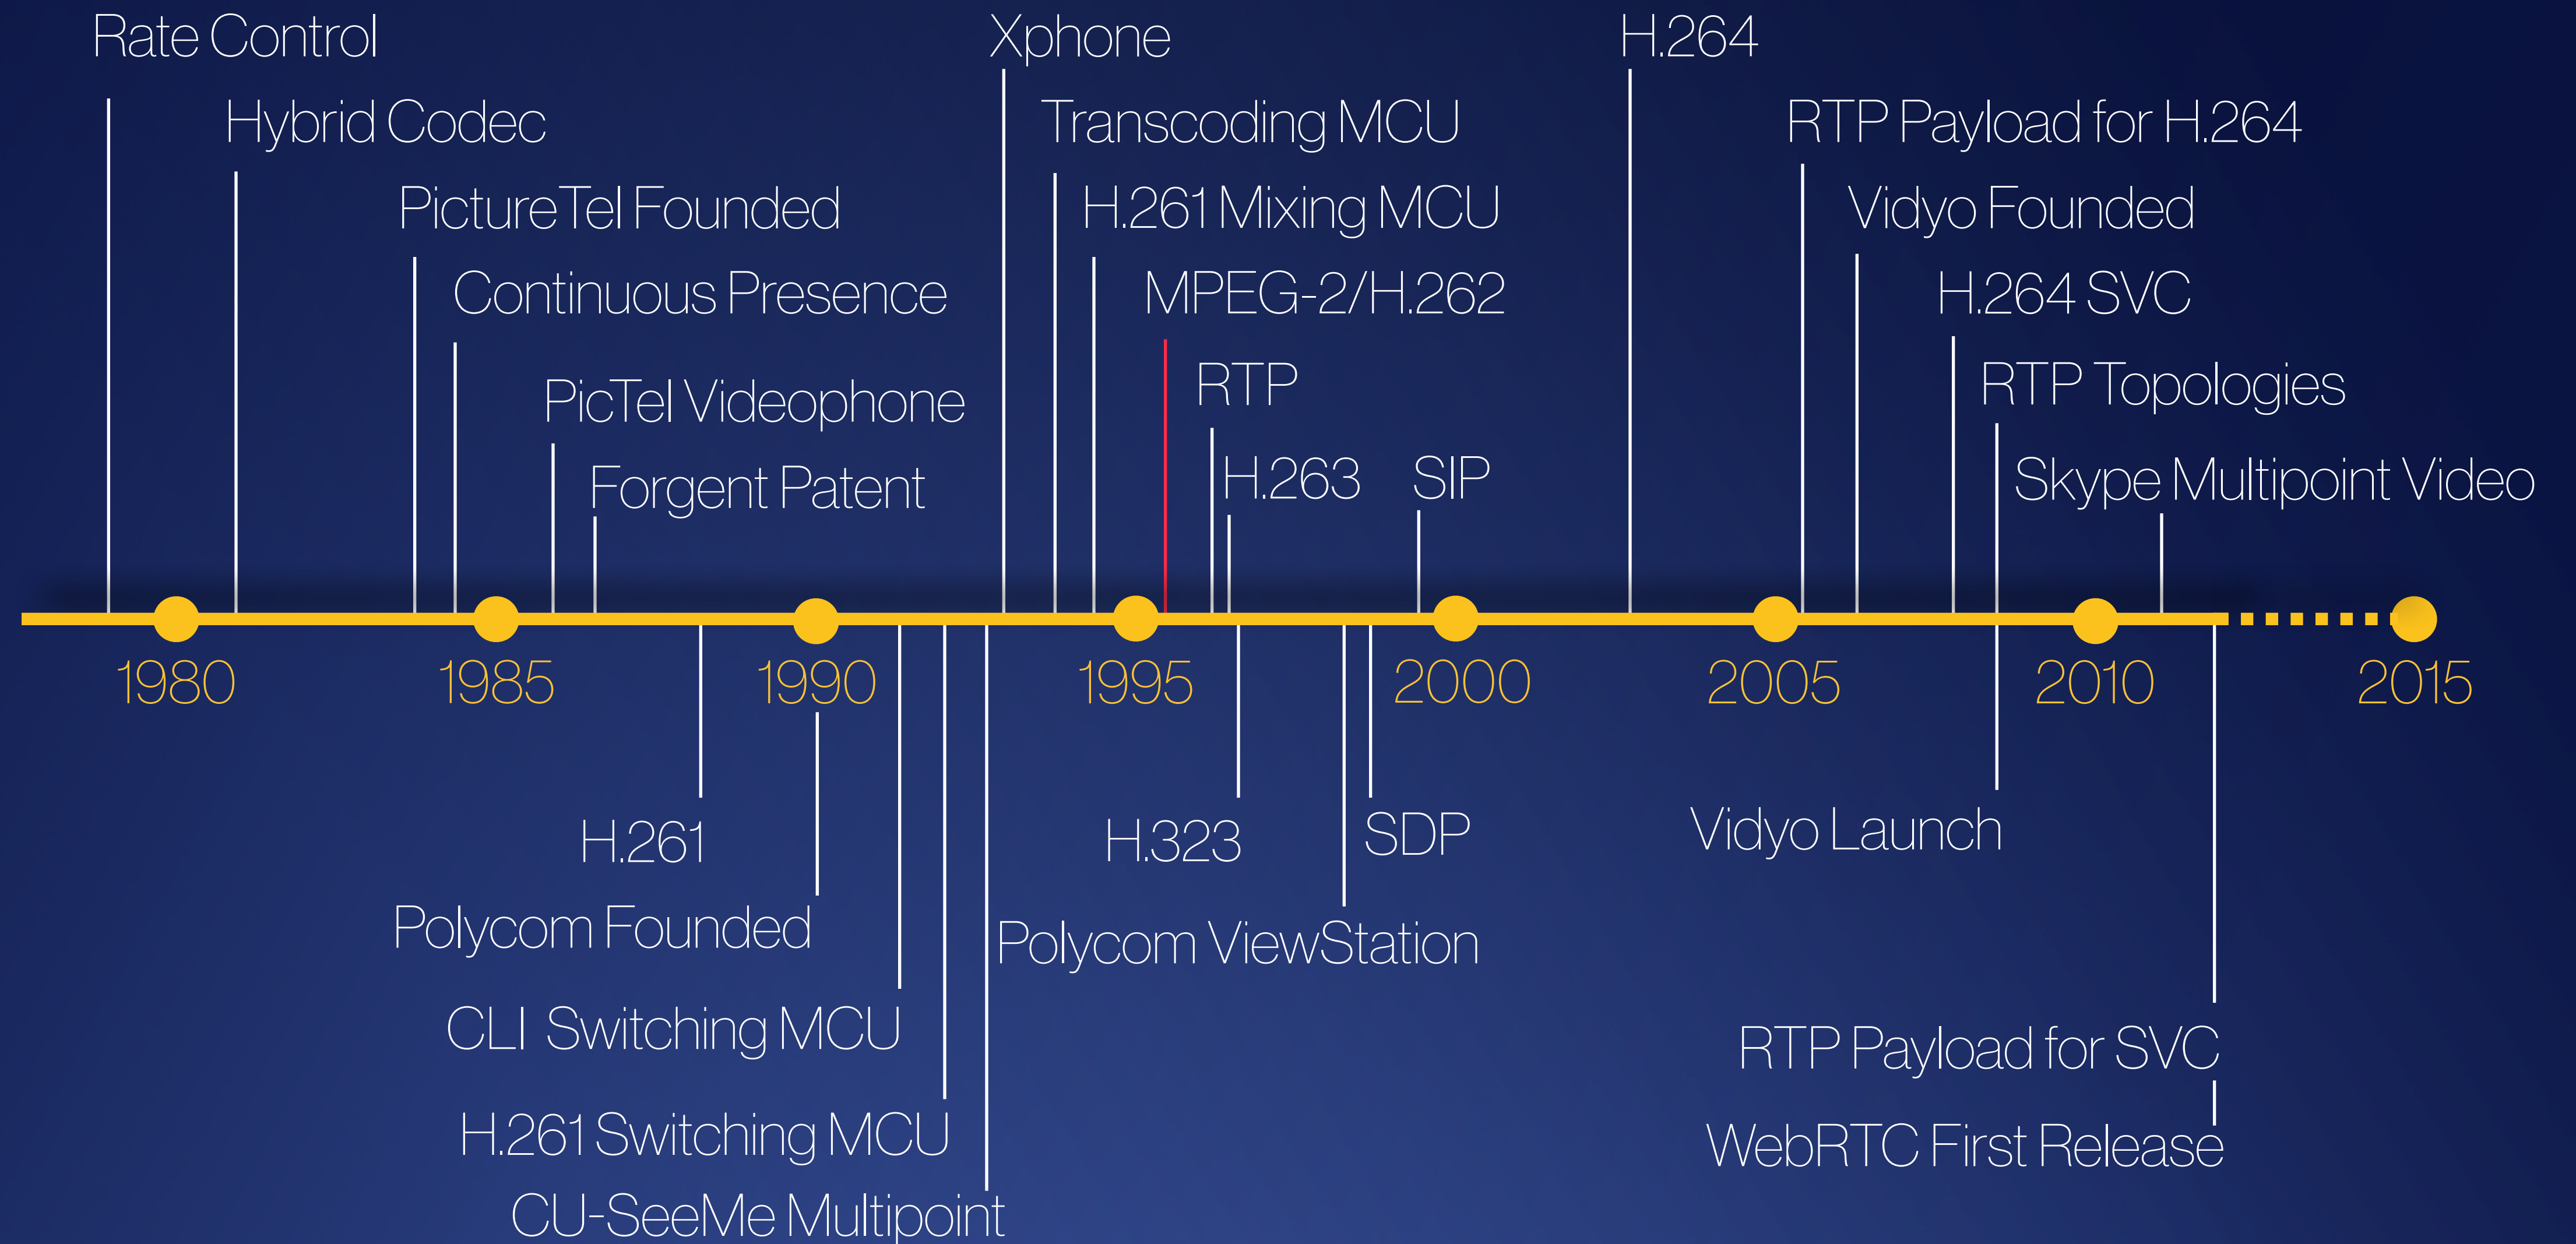 Rate Control
Xphone
H.264
Hybrid Codec
Transcoding MCU
RTP Payload for H.264
PictureTel Founded
H.261 Mixing MCU
Vidyo Founded
Continuous Presence
MPEG-2/H.262
H.264 SVC
RTP
RTP Topologies
PicTel Videophone
H.263
SIP
Skype Multipoint Video
Forgent Patent
1980
1985
1990
1995
2000
2005
2010
2015
H.261
H.323
SDP
Vidyo Launch
Polycom Founded
Polycom ViewStation
CLI Switching MCU
RTP Payload for SVC
H.261 Switching MCU
WebRTC First Release
CU-SeeMe Multipoint